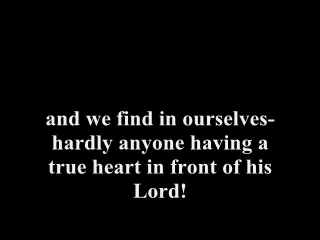 and we find in ourselves-
hardly anyone having a
true heart in front of his
Lord!